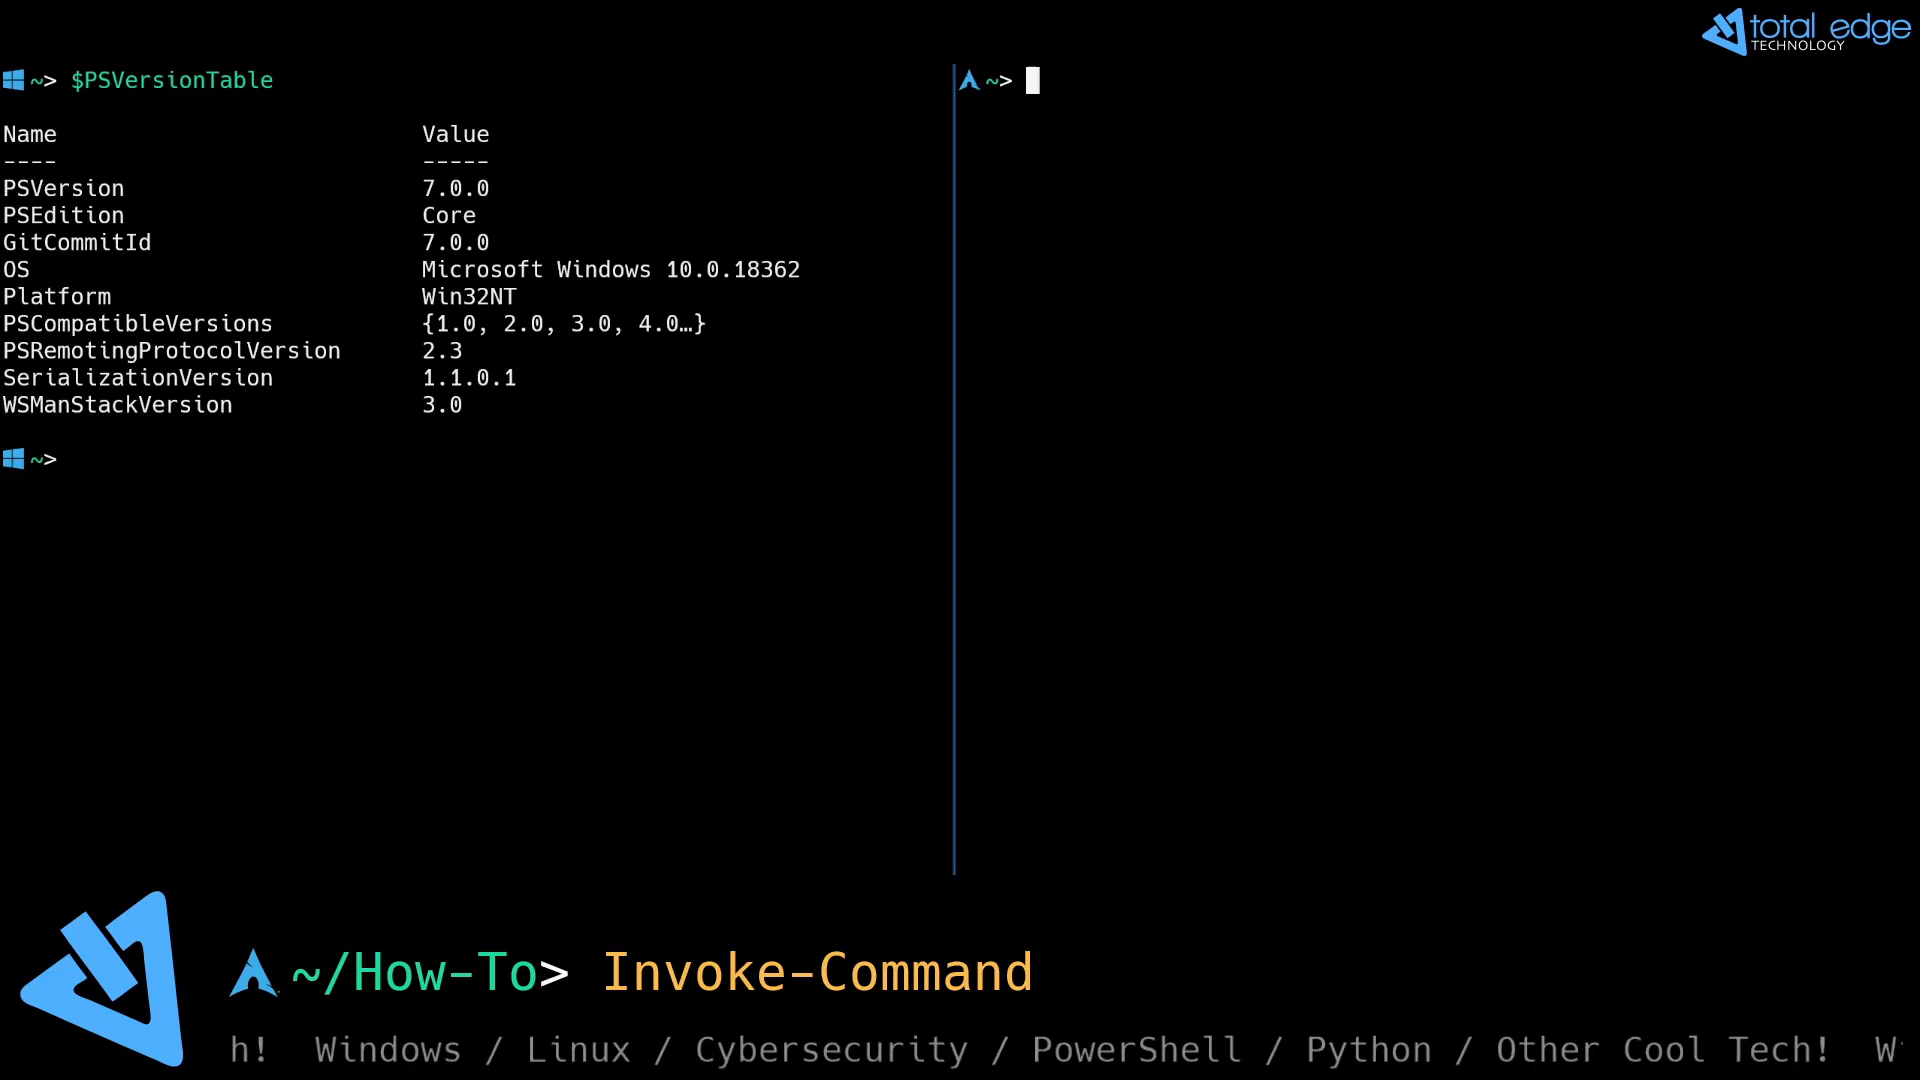 total edge
TECHNOLOGY
~> $PSVersionTable
Name Value
---- -----
PSVersion 7.0.0
PSEdition Core
GitCommitId 7.0.0
OS Microsoft Windows 10.0.18362
Platform Win32NT
PSCompatibleVersions {1.0, 2.0, 3.0, 4.0…}
PSRemotingProtocolVersion 2.3
SerializationVersion 1.1.0.1
WSManStackVersion 3.0
~>
~>
~/How-To> Invoke-Command
h! Windows / Linux / Cybersecurity / PowerShell / Python / Other Cool Tech! W